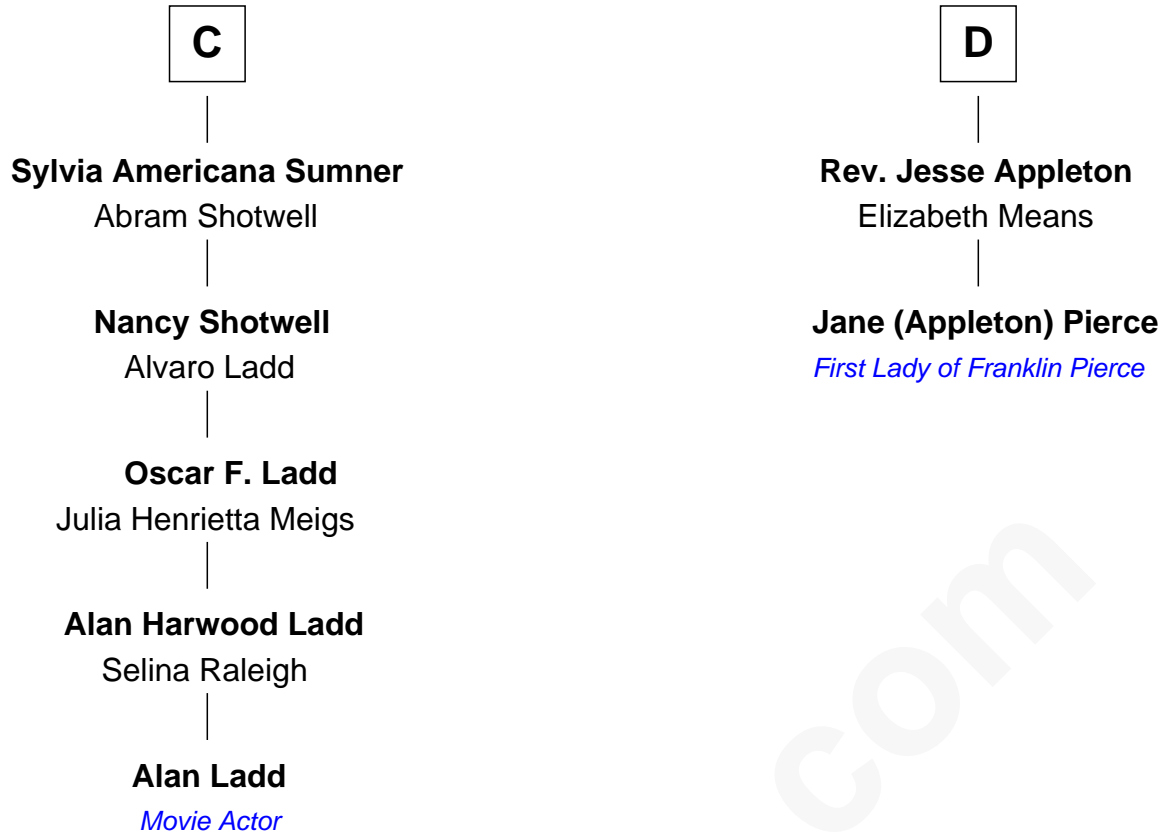 C
Sylvia Americana Sumner
Abram Shotwell
Nancy Shotwell
Alvaro Ladd
Oscar F. Ladd
Julia Henrietta Meigs
Alan Harwood Ladd
Selina Raleigh
Alan Ladd
Movie Actor
D
Rev. Jesse Appleton
Elizabeth Means
Jane (Appleton) Pierce
First Lady of Franklin Pierce
com